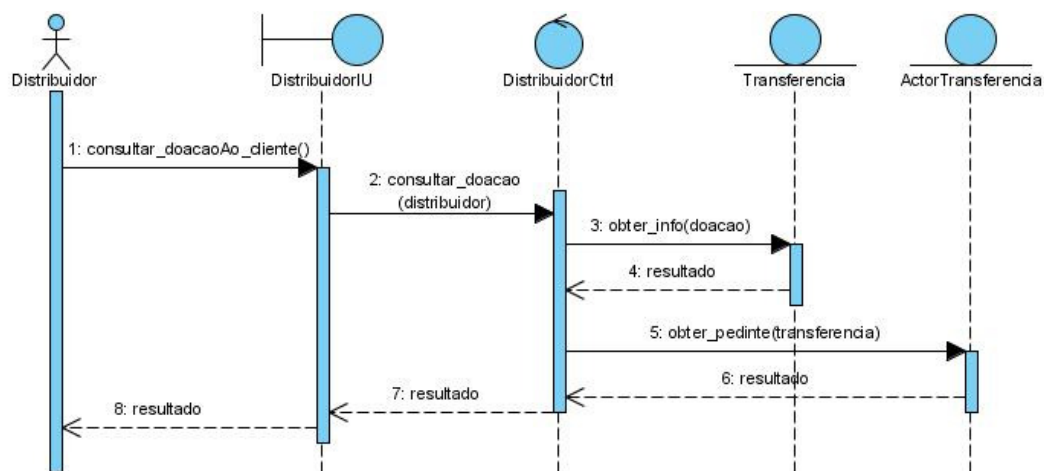 Distribuidor
DistribuidorIU
DistribuidorCtrl
Transferencia
ActorTransferencia
1: consultar_doacaoAo_cliente()
2: consultar_doacao
(distribuidor)
3: obter_info(doacao)
4: resultado
5: obter_pedinte(transferencia)
6: resultado
7: resultado
8: resultado